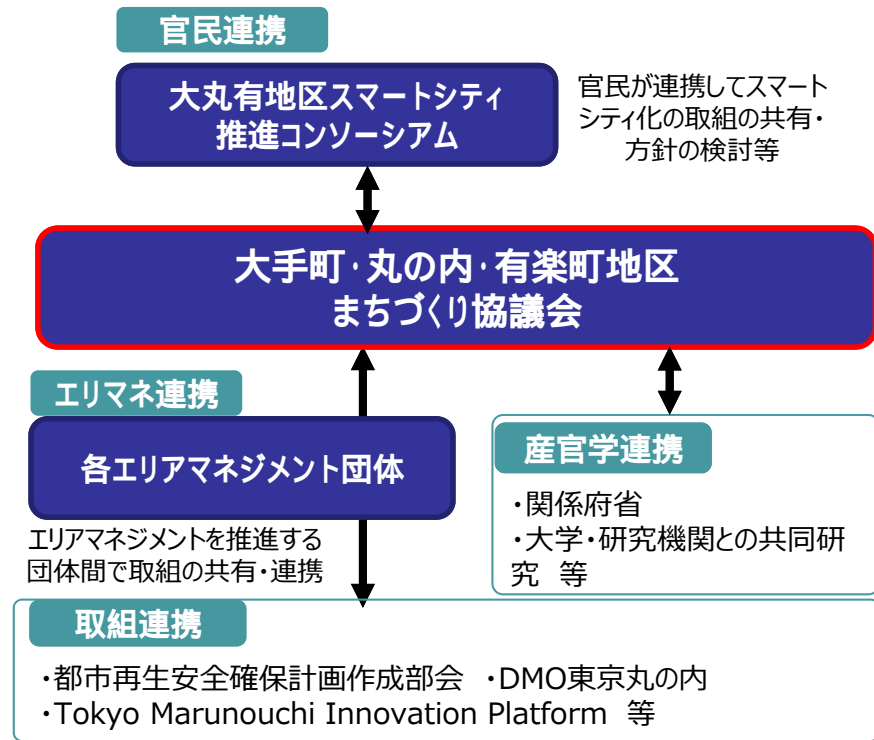 官民連携
大丸有地区スマートシティ
推進コンソーシアム
官民が連携してスマート
シティ化の取組の共有・
方針の検討等
大手町・丸の内・有楽町地区
まちづくり協議会
エリマネ連携
各エリアマネジメント団体
エリアマネジメントを推進する
団体間で取組の共有・連携
産官学連携
・関係府省
・大学・研究機関との共同研
究 等
取組連携
・都市再生安全確保計画作成部会 ・DMO東京丸の内
・Tokyo Marunouchi Innovation Platform 等